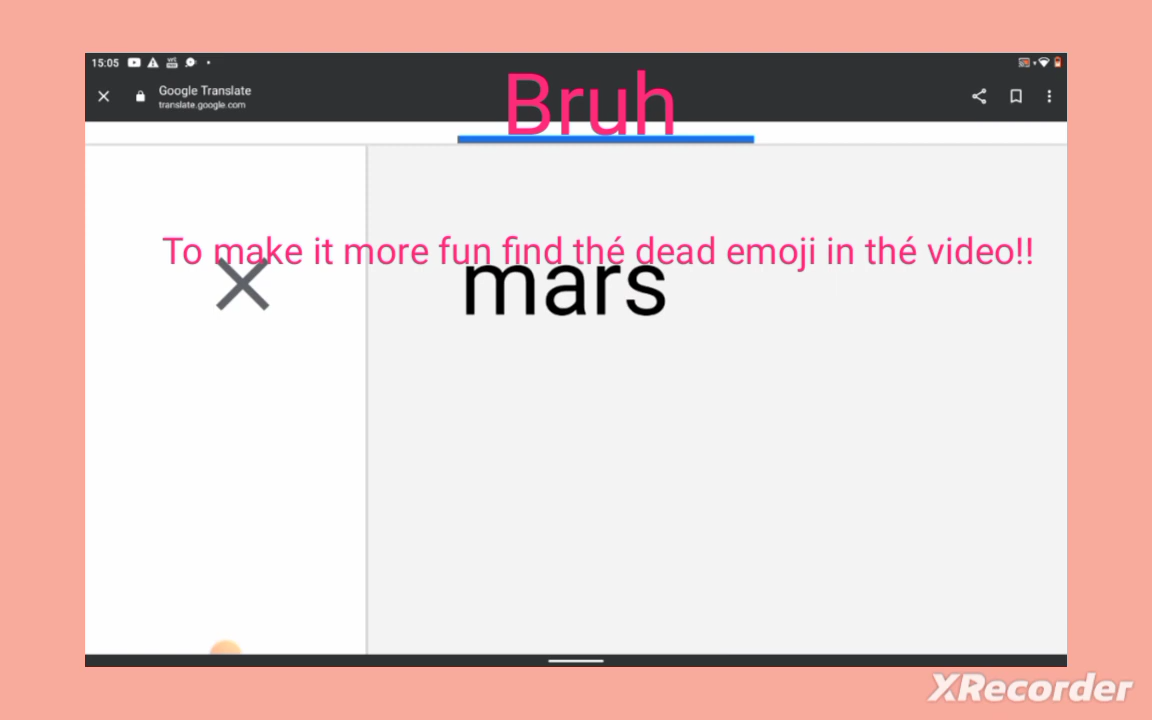 15:05
Google Translate
translate.google.com
Bruh
To make it more fun find thé dead emoji in thé video!!
mars
XRecorder